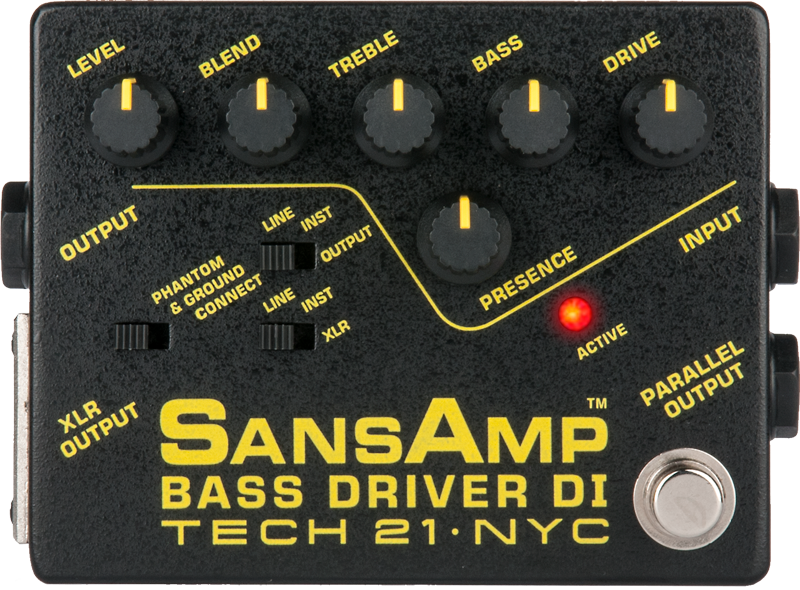 LEVEL
BLEND
TREBLE
BASS
DRIVE
OUTPUT
LINE
INST
OUTPUT
PHANTOM
& GROUND
CONNECT
LINE
INST
XLR
PRESENCE
INPUT
ACTIVE
XLR
OUTPUT
PARALLEL
OUTPUT
SANSAMP™
BASS DRIVER DI
TECH 21·NYC